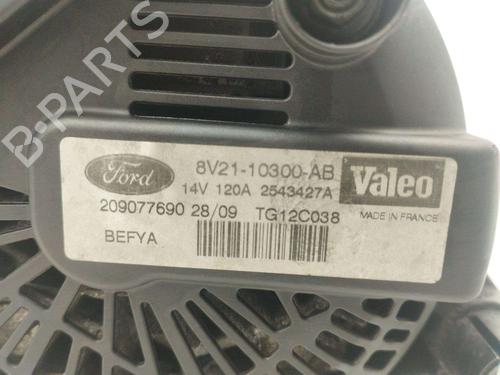 B-PARTS
Ford
8V21-10300-AB
14V 120A 2543427A
Valeo
209077690 28/09 TG12C038
MADE IN FRANCE
BEFYA